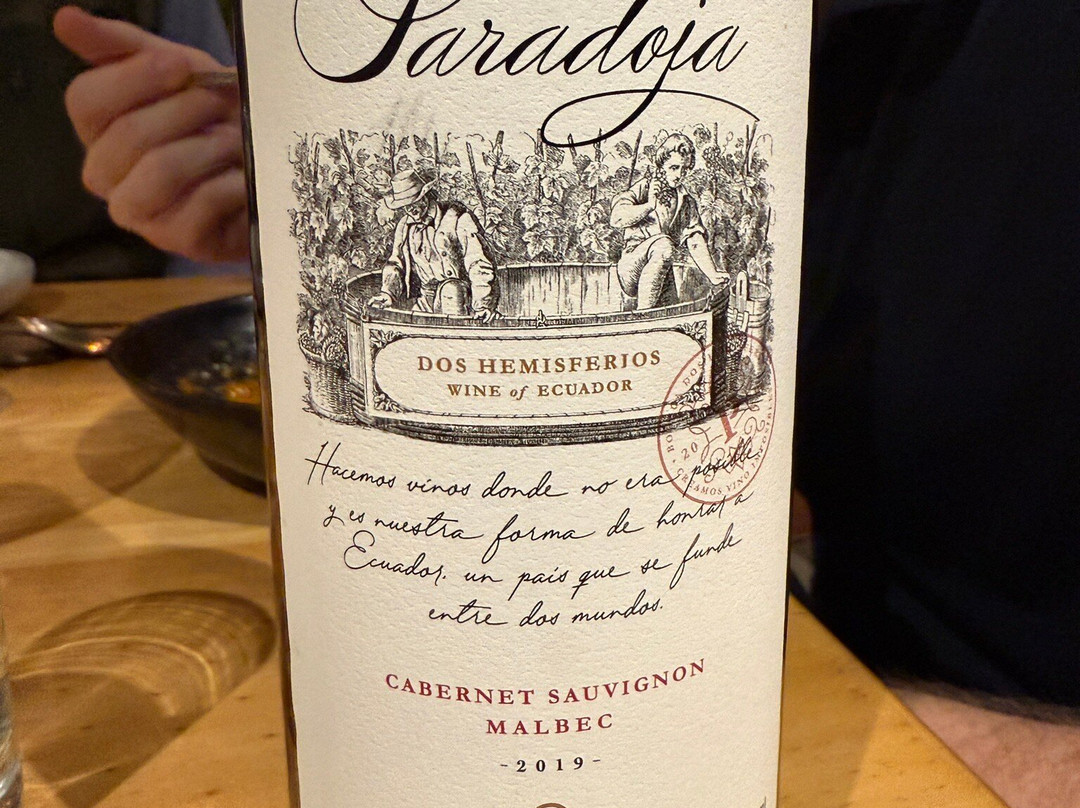 Paradoja
DOS HEMISFERIOS
WINE of ECUADOR
Hacemos vinos donde no era posible
y es nuestra forma de honrar a
Ecuador. un país que se funde
entre dos mundos.
CABERNET SAUVIGNON
MALBEC
-2019-